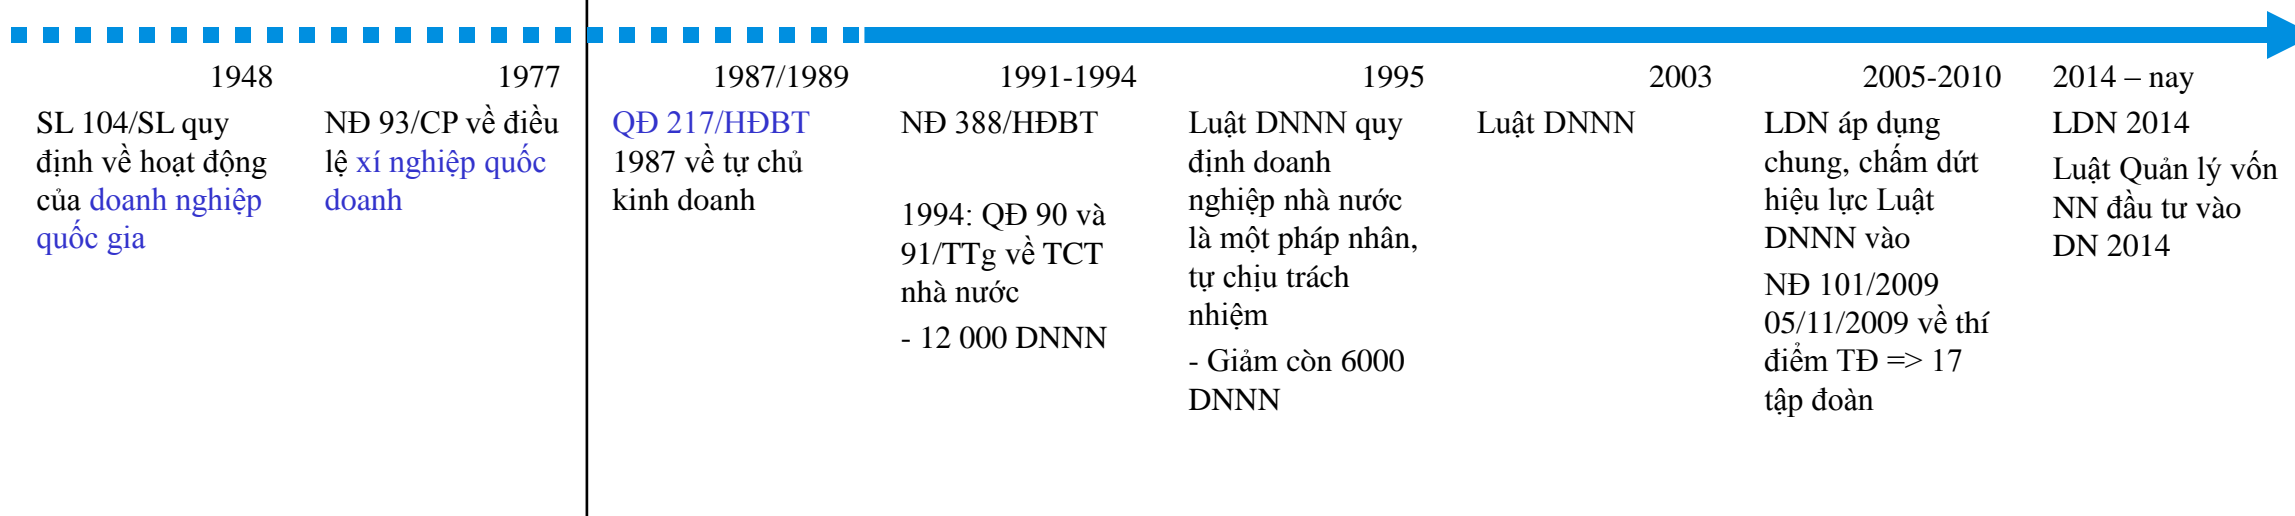 1948
SL 104/SL quy
định về hoạt động
của doanh nghiệp
quốc gia
1977
NĐ 93/CP về điều
lệ xí nghiệp quốc
doanh
1987/1989
QĐ 217/HĐBT
1987 về tự chủ
kinh doanh
1991-1994
NĐ 388/HĐBT
1994: QĐ 90 và
91/TTg về TCT
nhà nước
- 12 000 DNNN
1995
Luật DNNN quy
định doanh
nghiệp nhà nước
là một pháp nhân,
tự chịu trách
nhiệm
- Giảm còn 6000
DNNN
2003
Luật DNNN
2005-2010
LDN áp dụng
chung, chấm dứt
hiệu lực Luật
DNNN vào
NĐ 101/2009
05/11/2009 về thí
điểm TĐ => 17
tập đoàn
2014 – nay
LDN 2014
Luật Quản lý vốn
NN đầu tư vào
DN 2014